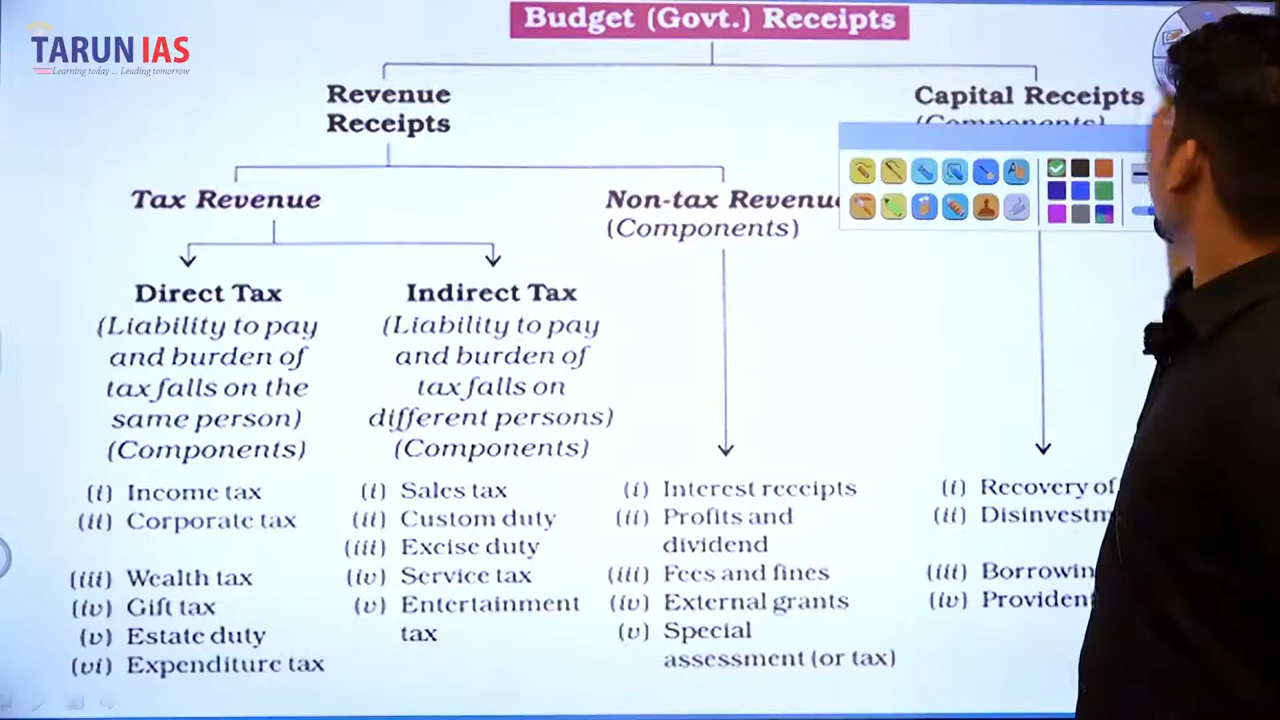 TARUN IAS
Learning today ... Leading tomorrow
Budget (Govt.) Receipts
Revenue
Receipts
Capital Receipts
(Components)
Tax Revenue
Non-tax Revenu
(Components)
Direct Tax
(Liability to pay
and burden of
tax falls on the
same person)
(Components)
(i) Income tax
(ii) Corporate tax
(iii) Wealth tax
(iv) Gift tax
(v) Estate duty
(vi) Expenditure tax
Indirect Tax
(Liability to pay
and burden of
tax falls on
different persons)
(Components)
(i) Sales tax
(ii) Custom duty
(iii) Excise duty
(iv) Service tax
(v) Entertainment
tax
(i) Interest receipts
(ii) Profits and
dividend
(iii) Fees and fines
(iv) External grants
(v) Special
assessment (or tax)
(i) Recovery of
(ii) Disinvestm
(iii) Borrowin
(iv) Providen